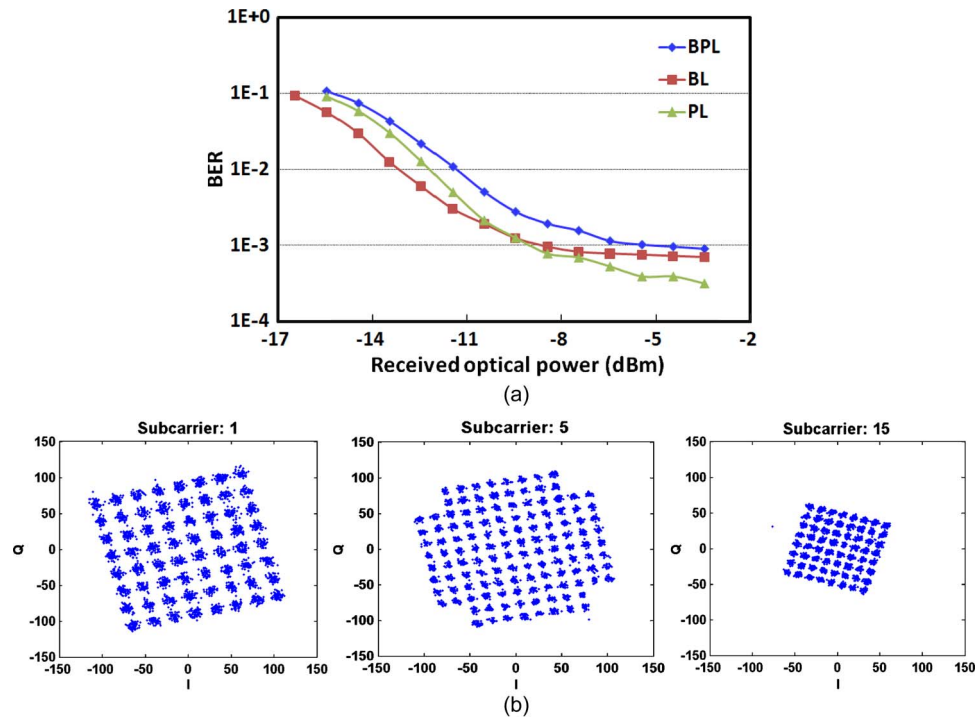 1E+0
1E-1
1E-2
1E-3
1E-4
BER
BPL
BL
PL
-17 -14 -11 -8 -5 -2
Received optical power (dBm)
(a)
Subcarrier: 1
150
100
50
0
-50
-100
-150
Q
-150 -100 -50 0 50 100 150
I
Subcarrier: 5
150
100
50
0
-50
-100
-150
Q
-150 -100 -50 0 50 100 150
I
Subcarrier: 15
150
100
50
0
-50
-100
-150
Q
-150 -100 -50 0 50 100 150
I
(b)